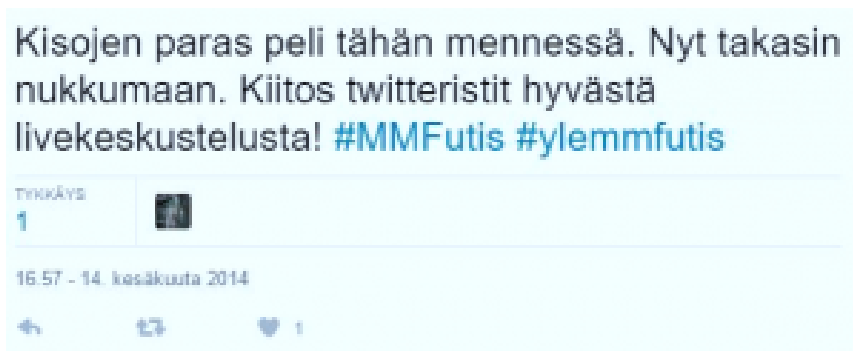 Kisojen paras peli tähän mennessä. Nyt takasin
nukkumaan. Kiitos twitteristit hyvästä
livekeskustelusta! #MMFutis #ylemmfutis
TYKKÄYS
1
16.57 - 14. kesäkuuta 2014
1